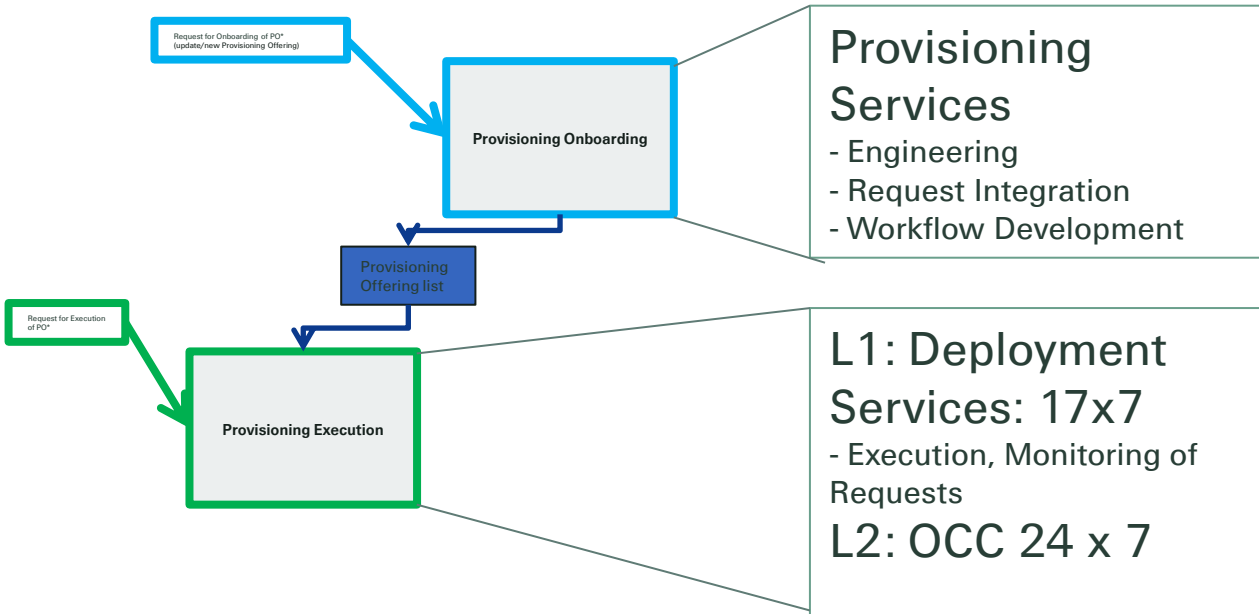 Request for Onboarding of PO*
(update/new Provisioning Offering)
Provisioning Onboarding
Provisioning
Services
- Engineering
- Request Integration
- Workflow Development
Provisioning
Offering list
Request for Execution
of PO*
Provisioning Execution
L1: Deployment
Services: 17x7
- Execution, Monitoring of
Requests
L2: OCC 24 x 7